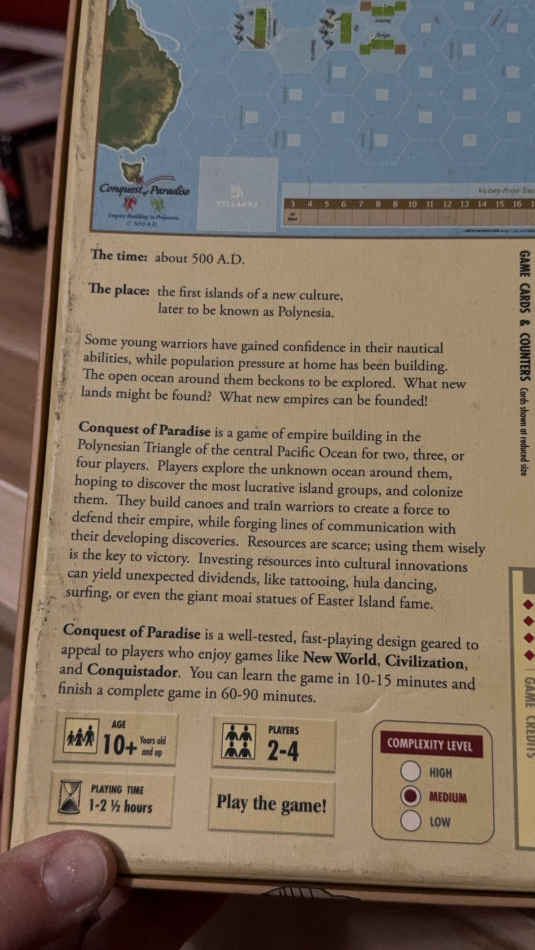 Conquest of Paradise
Empire Building in Polynesia
Victory Point Trac
3 4 5 6 7 8 9 10 11 12 13 14 15 16
The time: about 500 A.D.
The place: the first islands of a new culture,
later to be known as Polynesia.
Some young warriors have gained confidence in their nautical
abilities, while population pressure at home has been building.
The open ocean around them beckons to be explored. What new
lands might be found? What new empires can be founded!
Conquest of Paradise is a game of empire building in the
Polynesian Triangle of the central Pacific Ocean for two, three, or
four players. Players explore the unknown ocean around them,
hoping to discover the most lucrative island groups, and colonize
them. They build canoes and train warriors to create a force to
defend their empire, while forging lines of communication with
their developing discoveries. Resources are scarce; using them wisely
is the key to victory. Investing resources into cultural innovations
can yield unexpected dividends, like tattooing, hula dancing,
surfing, or even the giant moai statues of Easter Island fame.
Conquest of Paradise is a well-tested, fast-playing design geared to
appeal to players who enjoy games like New World, Civilization,
and Conquistador. You can learn the game in 10-15 minutes and
finish a complete game in 60-90 minutes.
AGE
10+ Years old
and up
PLAYERS
2-4
PLAYING TIME
1-2 ½ hours
Play the game!
COMPLEXITY LEVEL
HIGH
MEDIUM
LOW
GAME CARDS & COUNTERS Cards shown at reduced size
GAME CREDITS